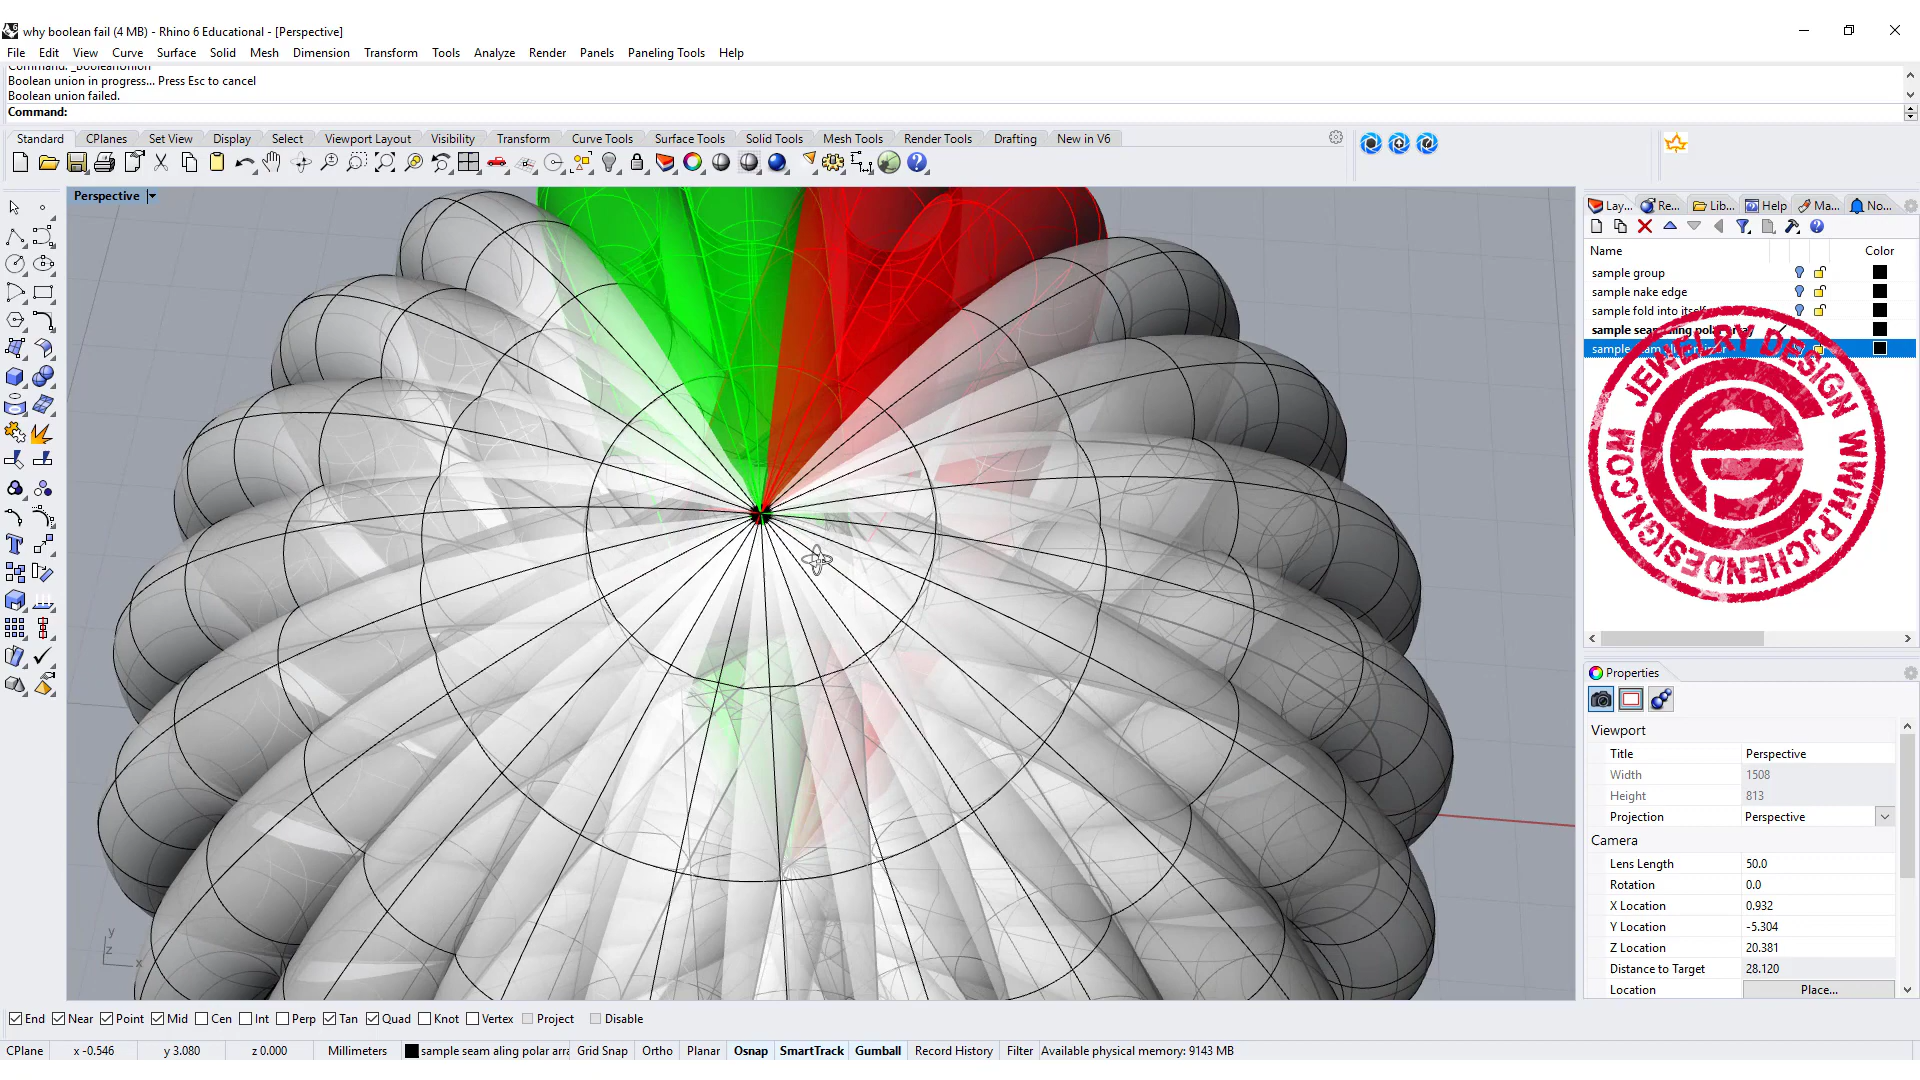 why boolean fail (4 MB) - Rhino 6 Educational - [Perspective]
File Edit View Curve Surface Solid Mesh Dimension Transform Tools Analyze Render Panels Paneling Tools Help
Command: _BooleanUnion
Boolean union in progress... Press Esc to cancel
Boolean union failed.
Command:
Standard CPlanes Set View Display Select Viewport Layout Visibility Transform Curve Tools Surface Tools Solid Tools Mesh Tools Render Tools Drafting New in V6
Perspective
Lay... Re... Lib... Help Ma... No...
Name Color
sample group
sample nake edge
sample fold into itself
JEWELRY DESIGN WWW.PJCHENDESIGN.COM
Properties
Viewport
Title Perspective
Width 1508
Height 813
Projection Perspective
Camera
Lens Length 50.0
Rotation 0.0
X Location 0.932
Y Location -5.304
Z Location 20.381
Distance to Target 28.120
Location Place...
y
z
x
End Near Point Mid Cen Int Perp Tan Quad Knot Vertex Project Disable
CPlane x -0.546 y 3.080 z 0.000 Millimeters sample seam aling polar arra Grid Snap Ortho Planar Osnap SmartTrack Gumball Record History Filter Available physical memory: 9143 MB